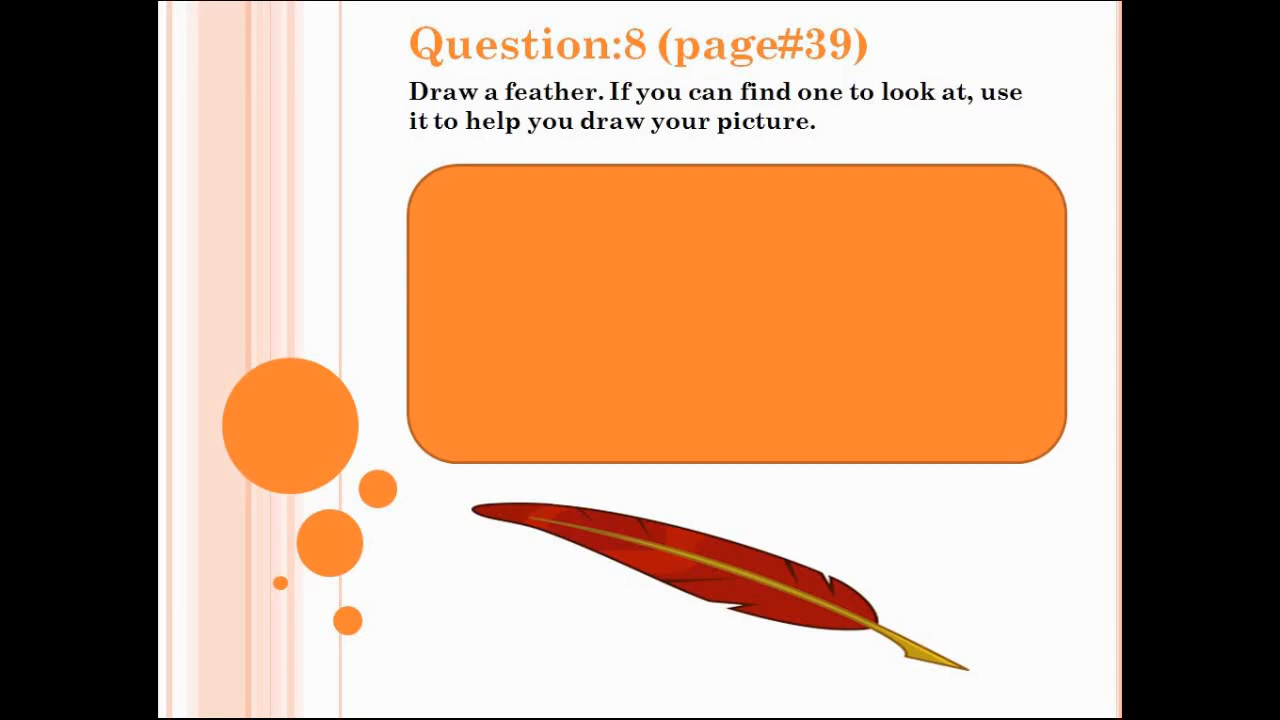 Question:8 (page#39)
Draw a feather. If you can find one to look at, use
it to help you draw your picture.